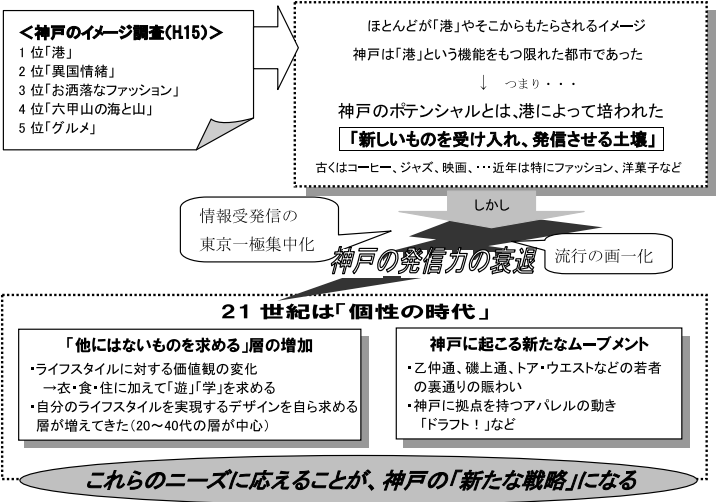 ＜神戸のイメージ調査(H.15)＞
1 位「港」
2 位「異国情緒」
3 位「お洒落なファッション」
4 位「六甲山の海と山」
5 位「グルメ」
ほとんどが「港」やそこからもたらされるイメージ
神戸は「港」という機能をもつ限れた都市であった
↓ つまり・・・
神戸のポテンシャルとは、港によって培われた
「新しいものを受け入れ、発信させる土壌」
古くはコーヒー、ジャズ、映画、・・・近年は特にファッション、洋菓子など
しかし
情報受発信の
東京一極集中化
神戸の発信力の衰退
流行の画一化
21 世紀は「個性の時代」
「他にはないものを求める」層の増加
・ライフスタイルに対する価値観の変化
→衣・食・住に加えて「遊」「学」を求める
・自分のライフスタイルを実現するデザインを自ら求める
層が増えてきた（20～40代の層が中心）
神戸に起こる新たなムーブメント
・乙仲通、磯上通、トア・ウエストなどの若者
の裏通りの賑わい
・神戸に拠点を持つアパレルの動き
「ドラフト！」など
これらのニーズに応えることが、神戸の「新たな戦略」になる